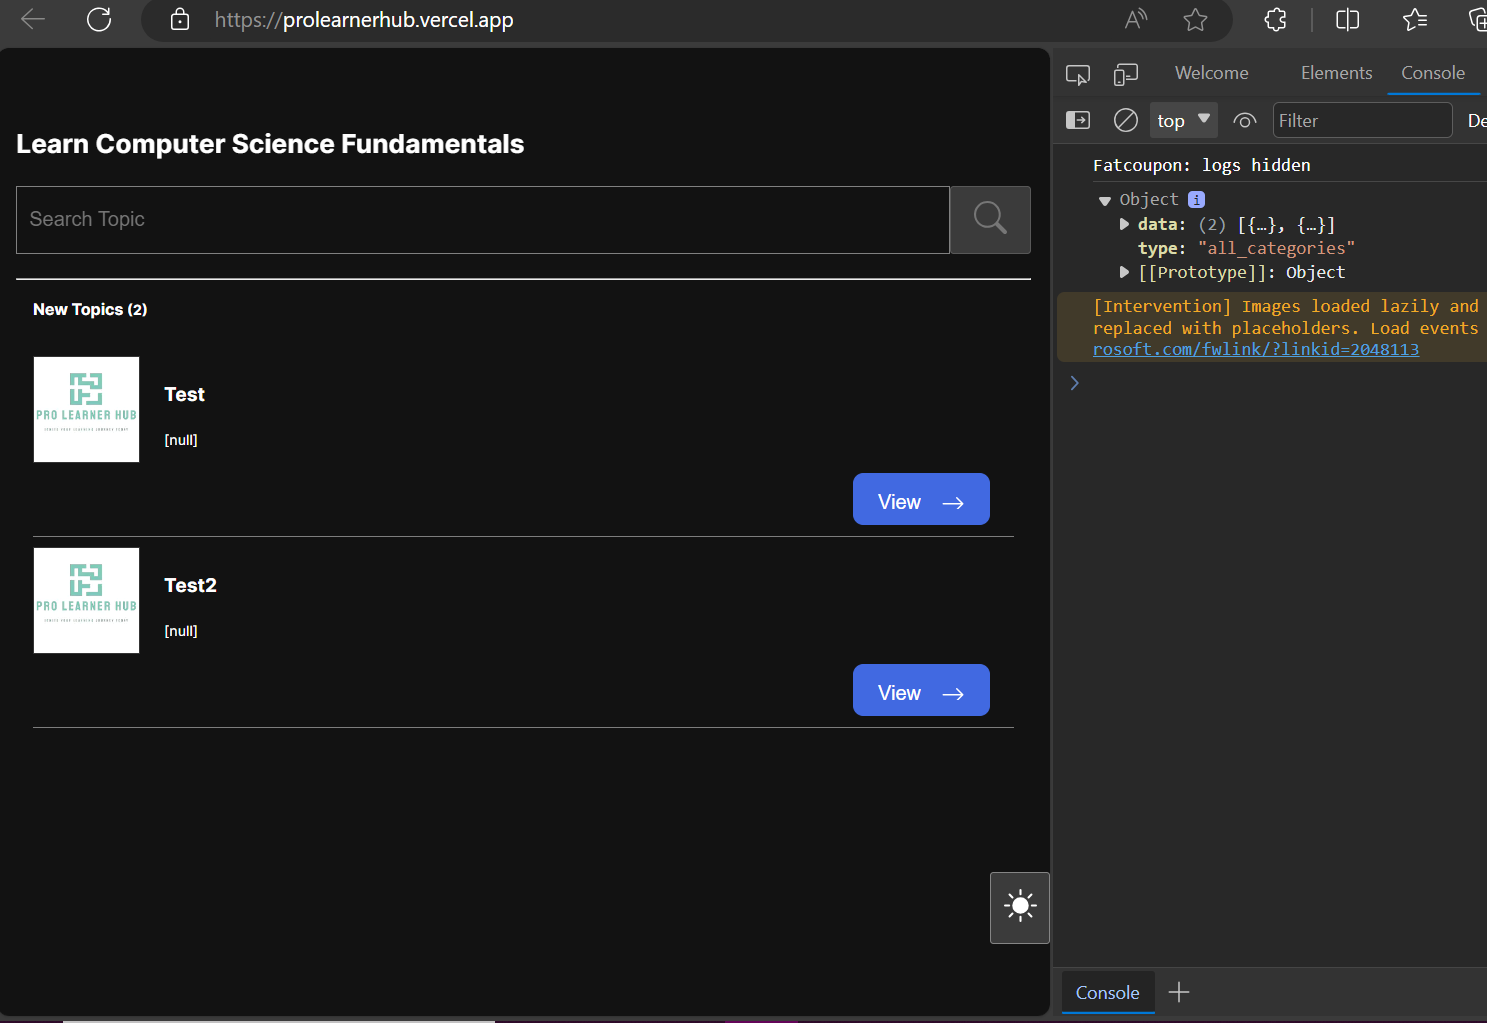 https://prolearnerhub.vercel.app
Learn Computer Science Fundamentals
Search Topic
New Topics (2)
PRO LEARNER HUB
Test
[null]
View
PRO LEARNER HUB
Test2
[null]
View
Welcome Elements Console
top Filter De
Fatcoupon: logs hidden
Object i
data: (2) [{…}, {…}]
type: "all_categories"
[[Prototype]]: Object
[Intervention] Images loaded lazily and
replaced with placeholders. Load events
rosoft.com/fwlink/?linkid=2048113
Console